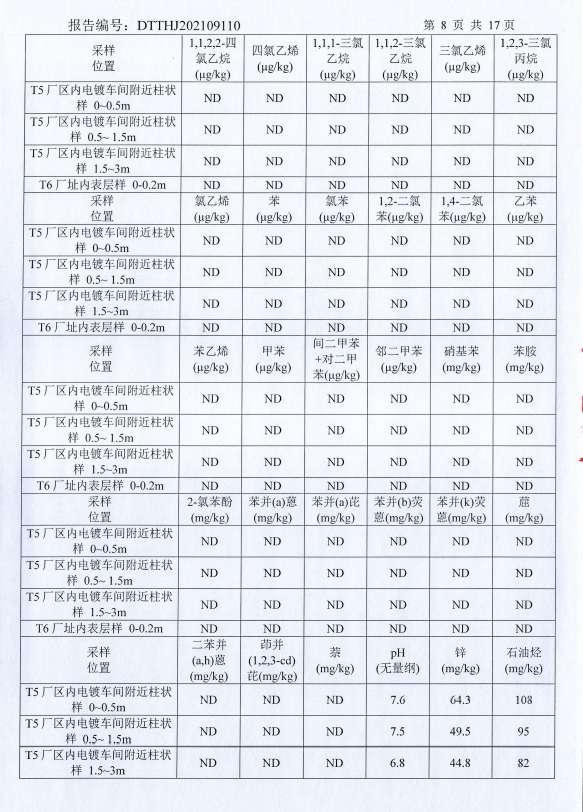 报告编号：DTTHJ202109110 第 8 页 共 17 页
采样位置 1,1,2,2-四氯乙烷(μg/kg) 四氯乙烯(μg/kg) 1,1,1-三氯乙烷(μg/kg) 1,1,2-三氯乙烷(μg/kg) 三氯乙烯(μg/kg) 1,2,3-三氯丙烷(μg/kg)
T5 厂区内电镀车间附近柱状样 0~0.5m ND ND ND ND ND ND
T5 厂区内电镀车间附近柱状样 0.5~ 1.5m ND ND ND ND ND ND
T5 厂区内电镀车间附近柱状样 1.5~3m ND ND ND ND ND ND
T6 厂址内表层样 0-0.2m ND ND ND ND ND ND
采样位置 氯乙烯(μg/kg) 苯(μg/kg) 氯苯(μg/kg) 1,2-二氯苯(μg/kg) 1,4-二氯苯(μg/kg) 乙苯(μg/kg)
T5 厂区内电镀车间附近柱状样 0~0.5m ND ND ND ND ND ND
T5 厂区内电镀车间附近柱状样 0.5~ 1.5m ND ND ND ND ND ND
T5 厂区内电镀车间附近柱状样 1.5~3m ND ND ND ND ND ND
T6 厂址内表层样 0-0.2m ND ND ND ND ND ND
采样位置 苯乙烯(μg/kg) 甲苯(μg/kg) 间二甲苯+对二甲苯(μg/kg) 邻二甲苯(μg/kg) 硝基苯(mg/kg) 苯胺(mg/kg)
T5 厂区内电镀车间附近柱状样 0~0.5m ND ND ND ND ND ND
T5 厂区内电镀车间附近柱状样 0.5~ 1.5m ND ND ND ND ND ND
T5 厂区内电镀车间附近柱状样 1.5~3m ND ND ND ND ND ND
T6 厂址内表层样 0-0.2m ND ND ND ND ND ND
采样位置 2-氯苯酚(mg/kg) 苯并(a)蒽(mg/kg) 苯并(a)芘(mg/kg) 苯并(b)荧蒽(mg/kg) 苯并(k)荧蒽(mg/kg) 䓛(mg/kg)
T5 厂区内电镀车间附近柱状样 0~0.5m ND ND ND ND ND ND
T5 厂区内电镀车间附近柱状样 0.5~ 1.5m ND ND ND ND ND ND
T5 厂区内电镀车间附近柱状样 1.5~3m ND ND ND ND ND ND
T6 厂址内表层样 0-0.2m ND ND ND ND ND ND
采样位置 二苯并(a,h)蒽(mg/kg) 茚并(1,2,3-cd)芘(mg/kg) 萘(mg/kg) pH(无量纲) 锌(mg/kg) 石油烃(mg/kg)
T5 厂区内电镀车间附近柱状样 0~0.5m ND ND ND 7.6 64.3 108
T5 厂区内电镀车间附近柱状样 0.5~ 1.5m ND ND ND 7.5 49.5 95
T5 厂区内电镀车间附近柱状样 1.5~3m ND ND ND 6.8 44.8 82